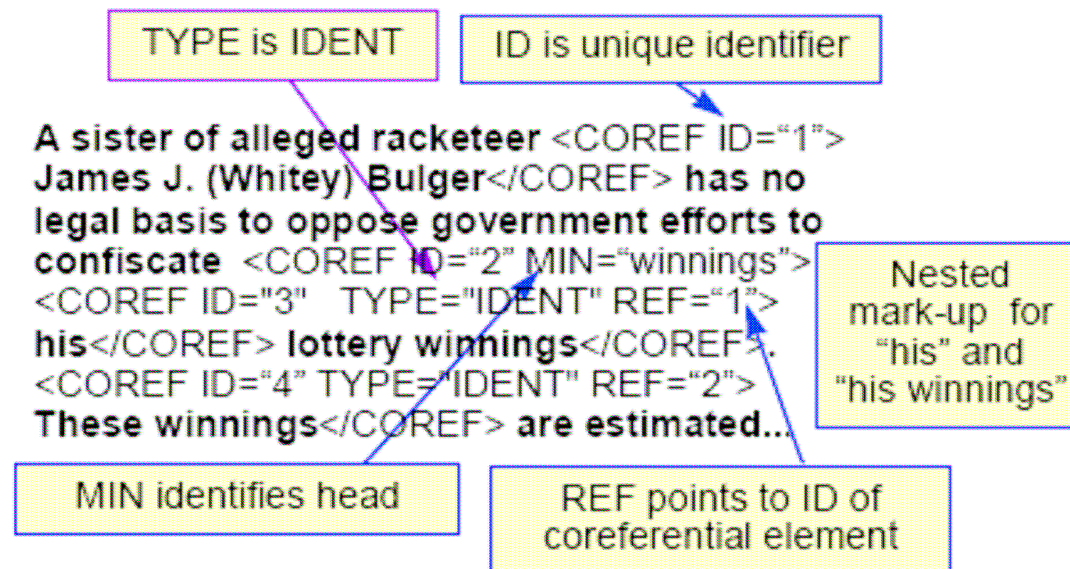 TYPE is IDENT
ID is unique identifier
A sister of alleged racketeer <COREF ID=“1”>
James J. (Whitey) Bulger</COREF> has no
legal basis to oppose government efforts to
confiscate <COREF ID=“2” MIN=“winnings”>
<COREF ID="3" TYPE="IDENT" REF=“1”>
his</COREF> lottery winnings</COREF>.
<COREF ID=“4” TYPE="IDENT" REF=“2”>
These winnings</COREF> are estimated...
Nested
mark-up for
“his” and
“his winnings”
MIN identifies head
REF points to ID of
coreferential element